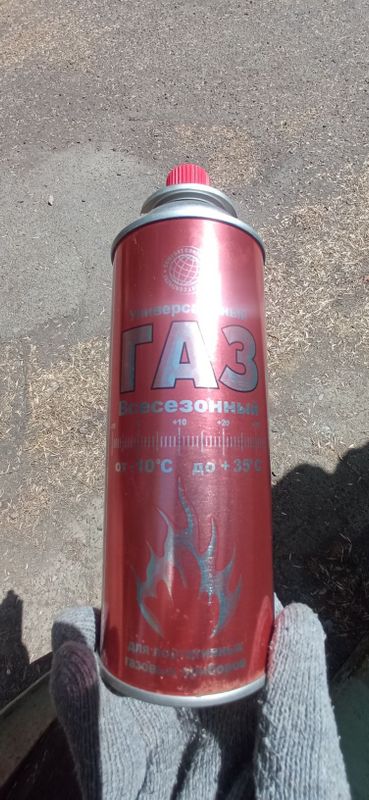 Универсальный
ГАЗ
Всесезонный
+10 +20
от -10°С до +35°С
для портативных
газовых приборов